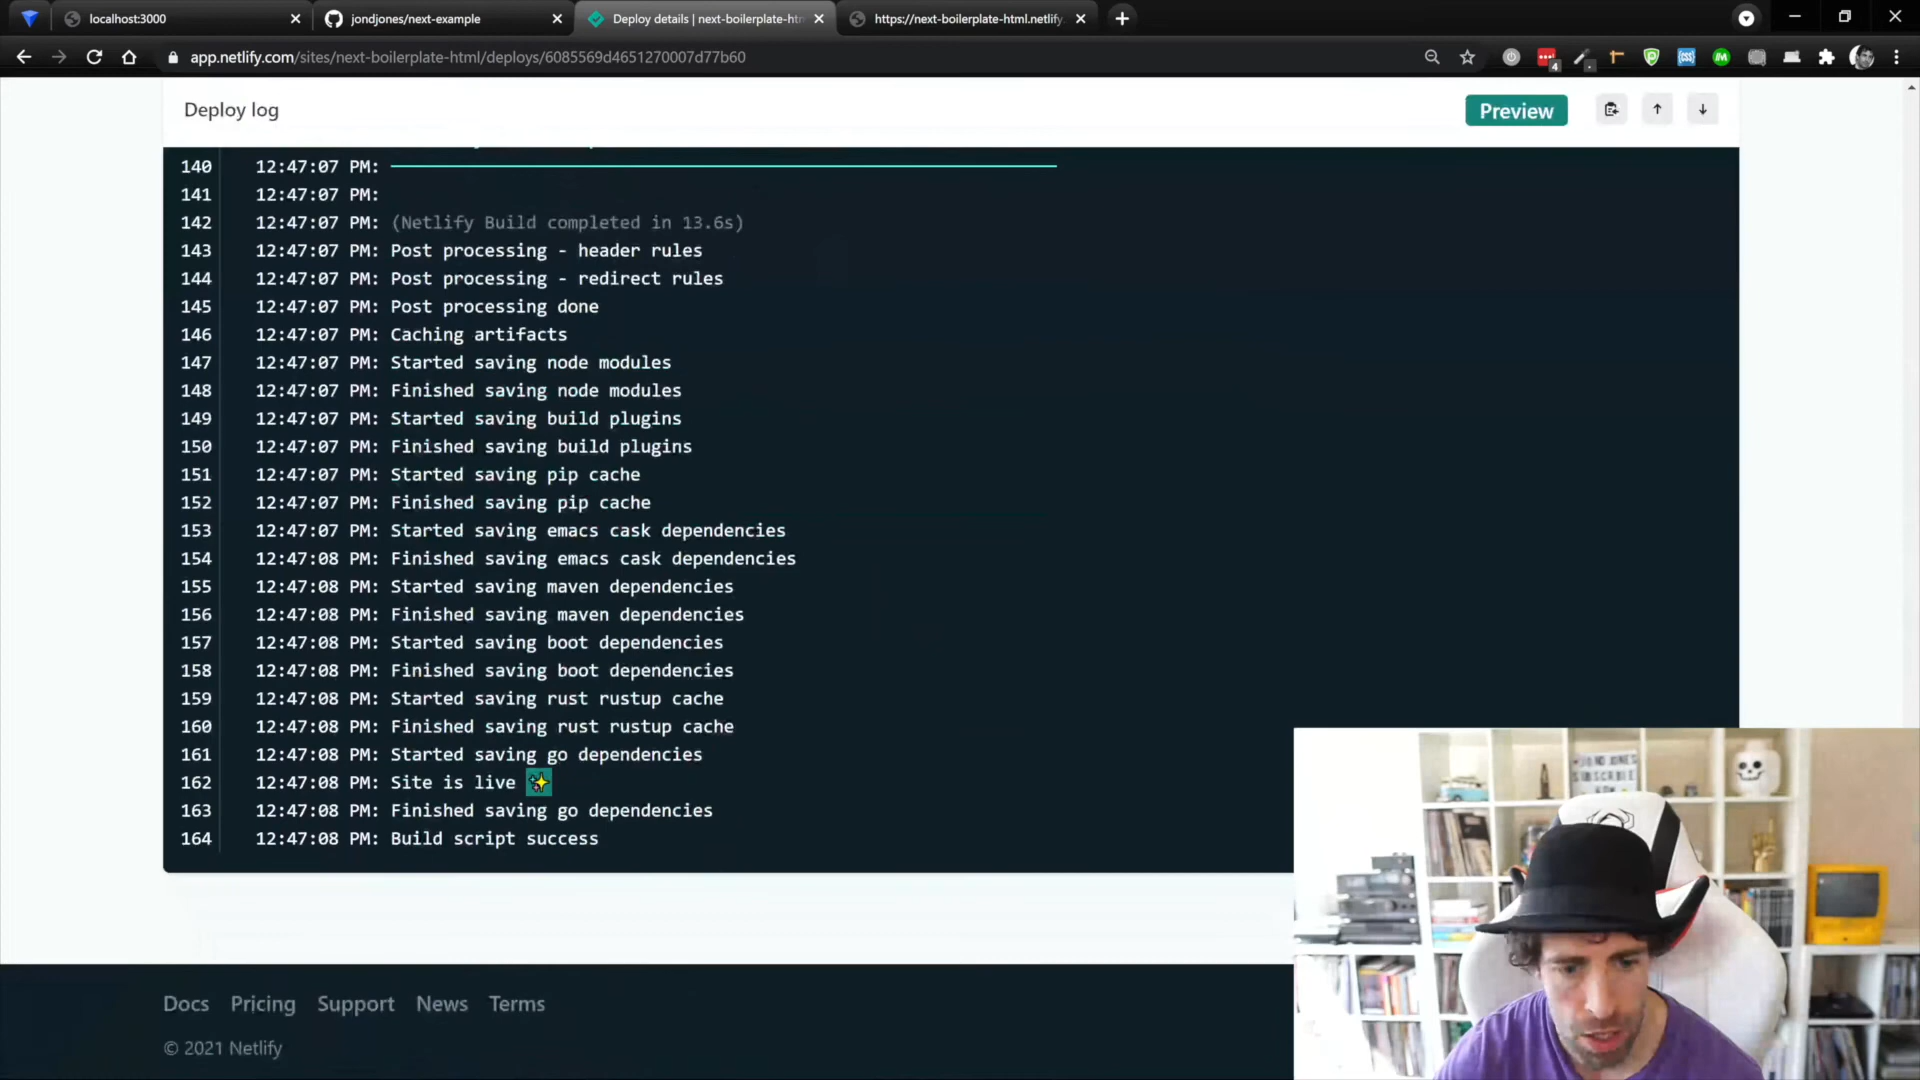 localhost:3000
jondjones/next-example
Deploy details | next-boilerplate-htm
https://next-boilerplate-html.netlify
app.netlify.com/sites/next-boilerplate-html/deploys/6085569d4651270007d77b60
4
Deploy log
Preview
140 12:47:07 PM:
141 12:47:07 PM:
142 12:47:07 PM: (Netlify Build completed in 13.6s)
143 12:47:07 PM: Post processing - header rules
144 12:47:07 PM: Post processing - redirect rules
145 12:47:07 PM: Post processing done
146 12:47:07 PM: Caching artifacts
147 12:47:07 PM: Started saving node modules
148 12:47:07 PM: Finished saving node modules
149 12:47:07 PM: Started saving build plugins
150 12:47:07 PM: Finished saving build plugins
151 12:47:07 PM: Started saving pip cache
152 12:47:07 PM: Finished saving pip cache
153 12:47:07 PM: Started saving emacs cask dependencies
154 12:47:08 PM: Finished saving emacs cask dependencies
155 12:47:08 PM: Started saving maven dependencies
156 12:47:08 PM: Finished saving maven dependencies
157 12:47:08 PM: Started saving boot dependencies
158 12:47:08 PM: Finished saving boot dependencies
159 12:47:08 PM: Started saving rust rustup cache
160 12:47:08 PM: Finished saving rust rustup cache
161 12:47:08 PM: Started saving go dependencies
162 12:47:08 PM: Site is live ✨
163 12:47:08 PM: Finished saving go dependencies
164 12:47:08 PM: Build script success
JOND JONES
SUBSCRIBE
NOW
Docs Pricing Support News Terms
© 2021 Netlify